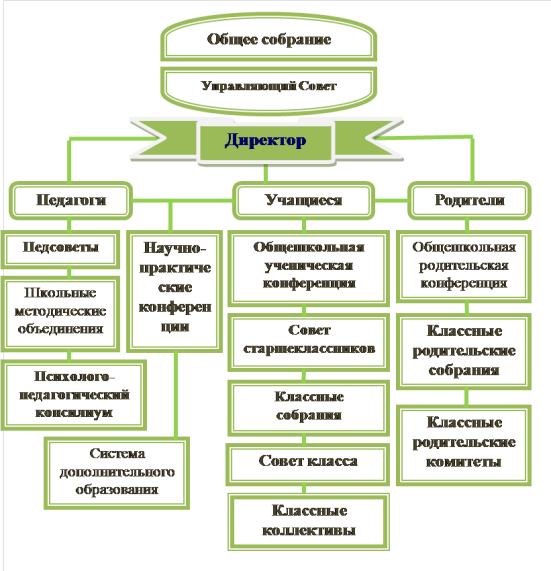 Общее собрание
Управляющий Совет
Директор
Педагоги
Учащиеся
Родители
Педсоветы
Школьные
методические
объединения
Психолого-
педагогический
консилиум
Научно-
практиче
ские
конферен
ции
Система
дополнительного
образования
Общешкольная
ученическая
конференция
Совет
старшеклассников
Классные
собрания
Совет класса
Классные
коллективы
Общешкольная
родительская
конференция
Классные
родительские
собрания
Классные
родительские
комитеты